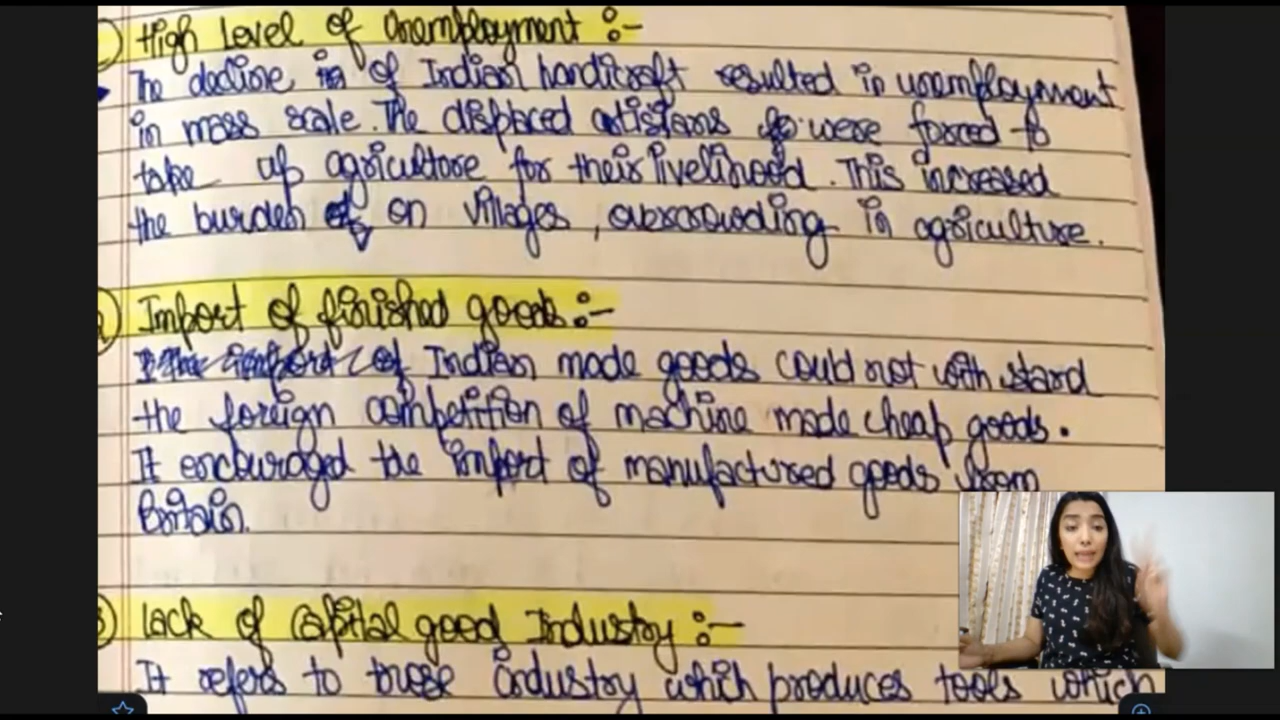 High Level of Unemployment :-
The decline in of Indian handicraft resulted in unemployment
in mass scale. The displaced artisians were forced to
take up agriculture for their livelihood. This increased
the burden on villages, overcrowding in agriculture.
2) Import of finished goods :-
Indian made goods could not with stand
the foreign competition of machine made cheap goods.
It encouraged the import of manufactured goods from
Britain.
3) Lack of Capital good Industry :-
It refers to those industry which produces tools which